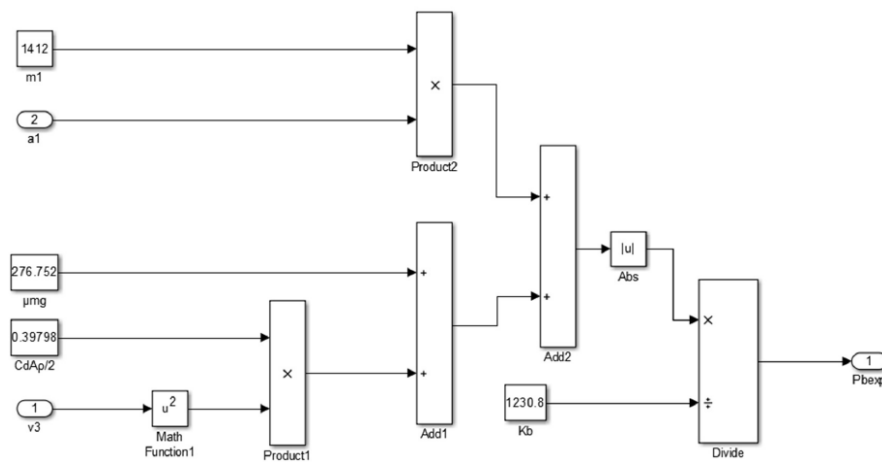 1412
m1
2
a1
×
Product2
276.752
µmg
0.39798
CdAp/2
1
v3
u²
Math
Function1
×
Product1
+
+
Add1
+
+
Add2
|u|
Abs
1230.8
Kb
×
÷
Divide
1
Pbexp